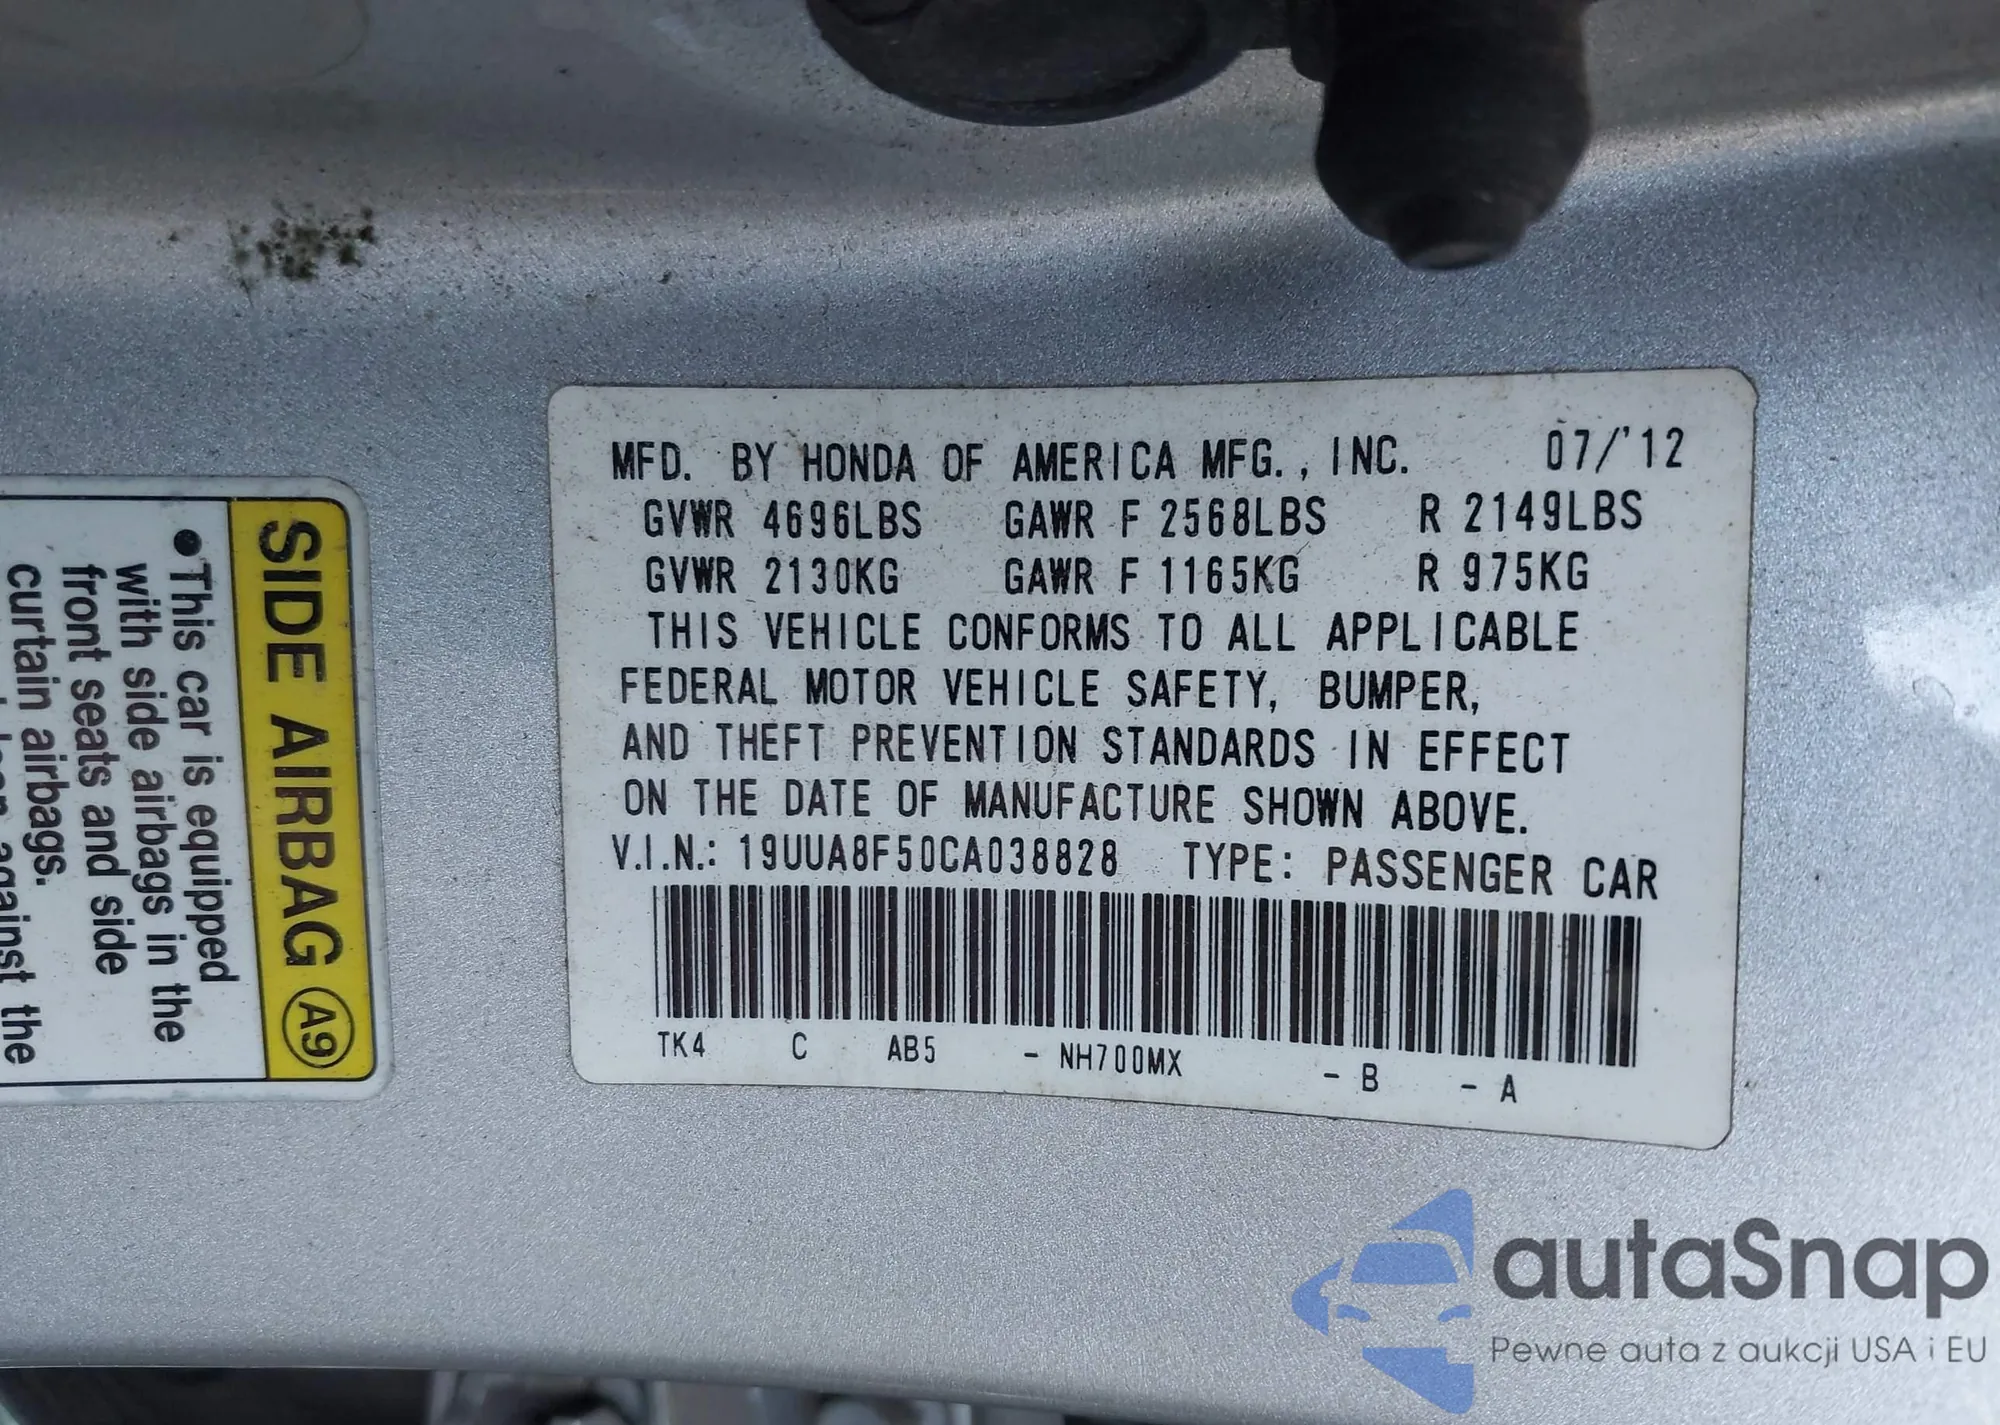 MFD. BY HONDA OF AMERICA MFG., INC. 07/'12
GVWR 4696LBS GAWR F 2568LBS R 2149LBS
GVWR 2130KG GAWR F 1165KG R 975KG
THIS VEHICLE CONFORMS TO ALL APPLICABLE
FEDERAL MOTOR VEHICLE SAFETY, BUMPER,
AND THEFT PREVENTION STANDARDS IN EFFECT
ON THE DATE OF MANUFACTURE SHOWN ABOVE.
V.I.N.: 19UUA8F50CA038828 TYPE: PASSENGER CAR
TK4 C AB5 - NH700MX - B - A
SIDE AIRBAG A9
●This car is equipped
with side airbags in the
front seats and side
curtain airbags.
against the
autaSnap
Pewne auta z aukcji USA i EU